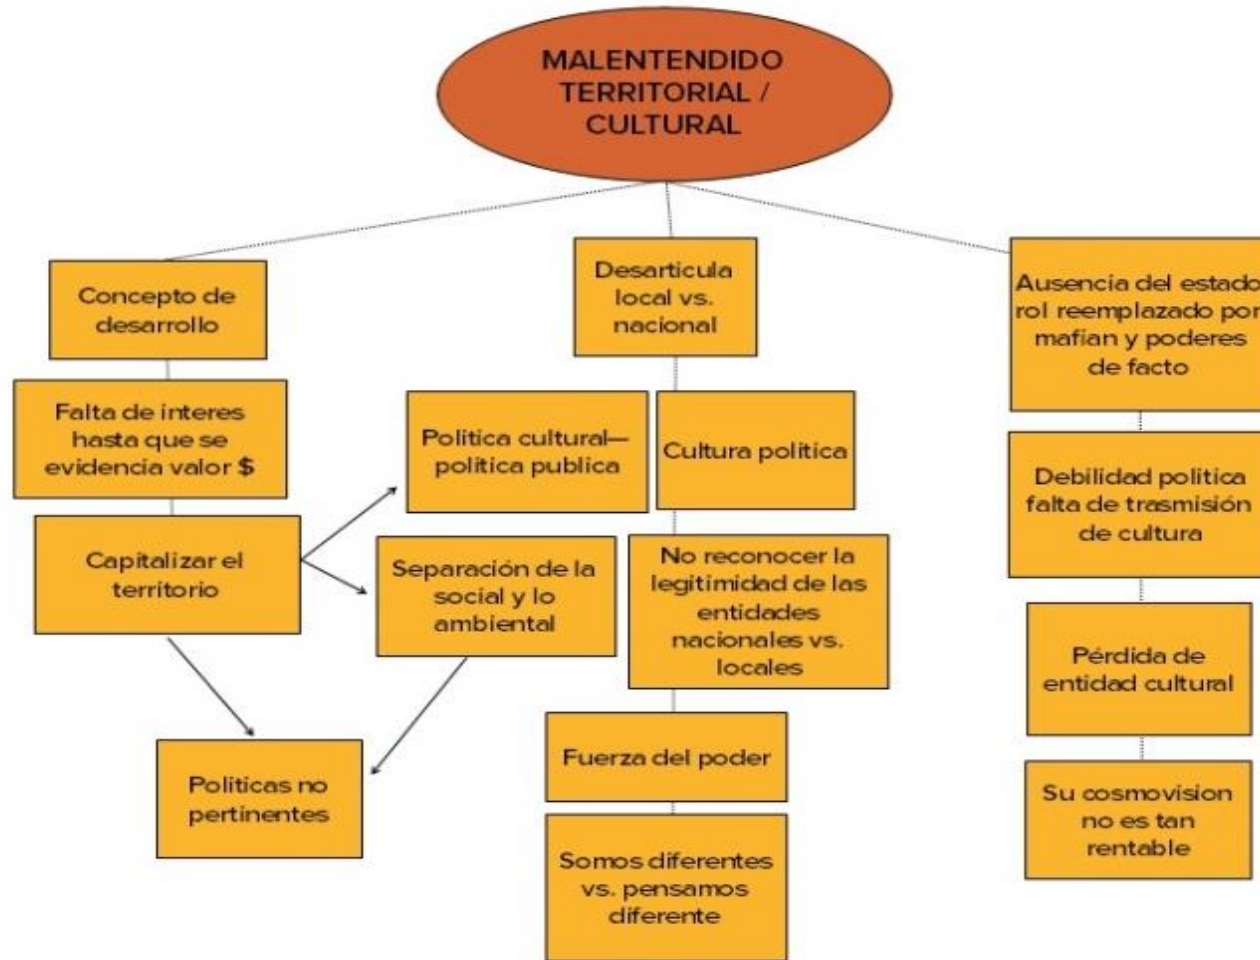 MALENTENDIDO
TERRITORIAL /
CULTURAL
Concepto de
desarrollo
Falta de interes
hasta que se
evidencia valor $
Capitalizar el
territorio
Política cultural—
política publica
Separación de la
social y lo
ambiental
Políticas no
pertinentes
Desarticula
local vs.
nacional
Cultura política
No reconocer la
legitimidad de las
entidades
nacionales vs.
locales
Fuerza del poder
Somos diferentes
vs. pensamos
diferente
Ausencia del estado
rol reemplazado por
mafian y poderes
de facto
Debilidad política
falta de trasmisión
de cultura
Pérdida de
entidad cultural
Su cosmovision
no es tan
rentable